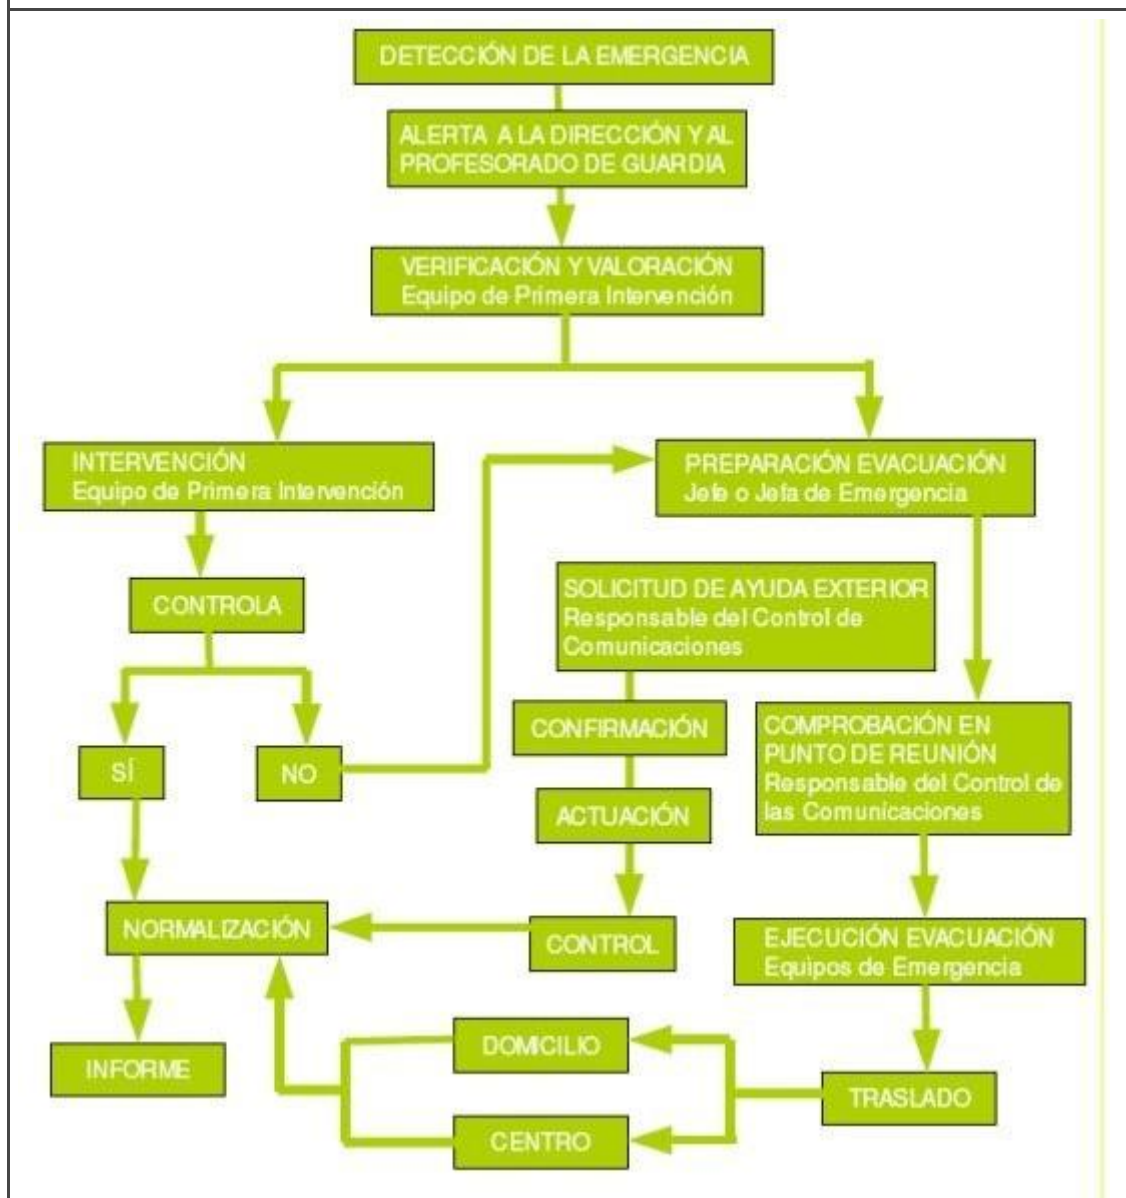 DETECCIÓN DE LA EMERGENCIA
ALERTA A LA DIRECCIÓN Y AL
PROFESORADO DE GUARDIA
VERIFICACIÓN Y VALORACIÓN
Equipo de Primera Intervención
INTERVENCIÓN
Equipo de Primera Intervención
PREPARACIÓN EVACUACIÓN
Jefe o Jefa de Emergencia
CONTROLA
SOLICITUD DE AYUDA EXTERIOR
Responsable del Control de
Comunicaciones
SÍ
NO
CONFIRMACIÓN
COMPROBACIÓN EN
PUNTO DE REUNIÓN
Responsable del Control de
las Comunicaciones
ACTUACIÓN
NORMALIZACIÓN
CONTROL
EJECUCIÓN EVACUACIÓN
Equipos de Emergencia
INFORME
DOMICILIO
TRASLADO
CENTRO